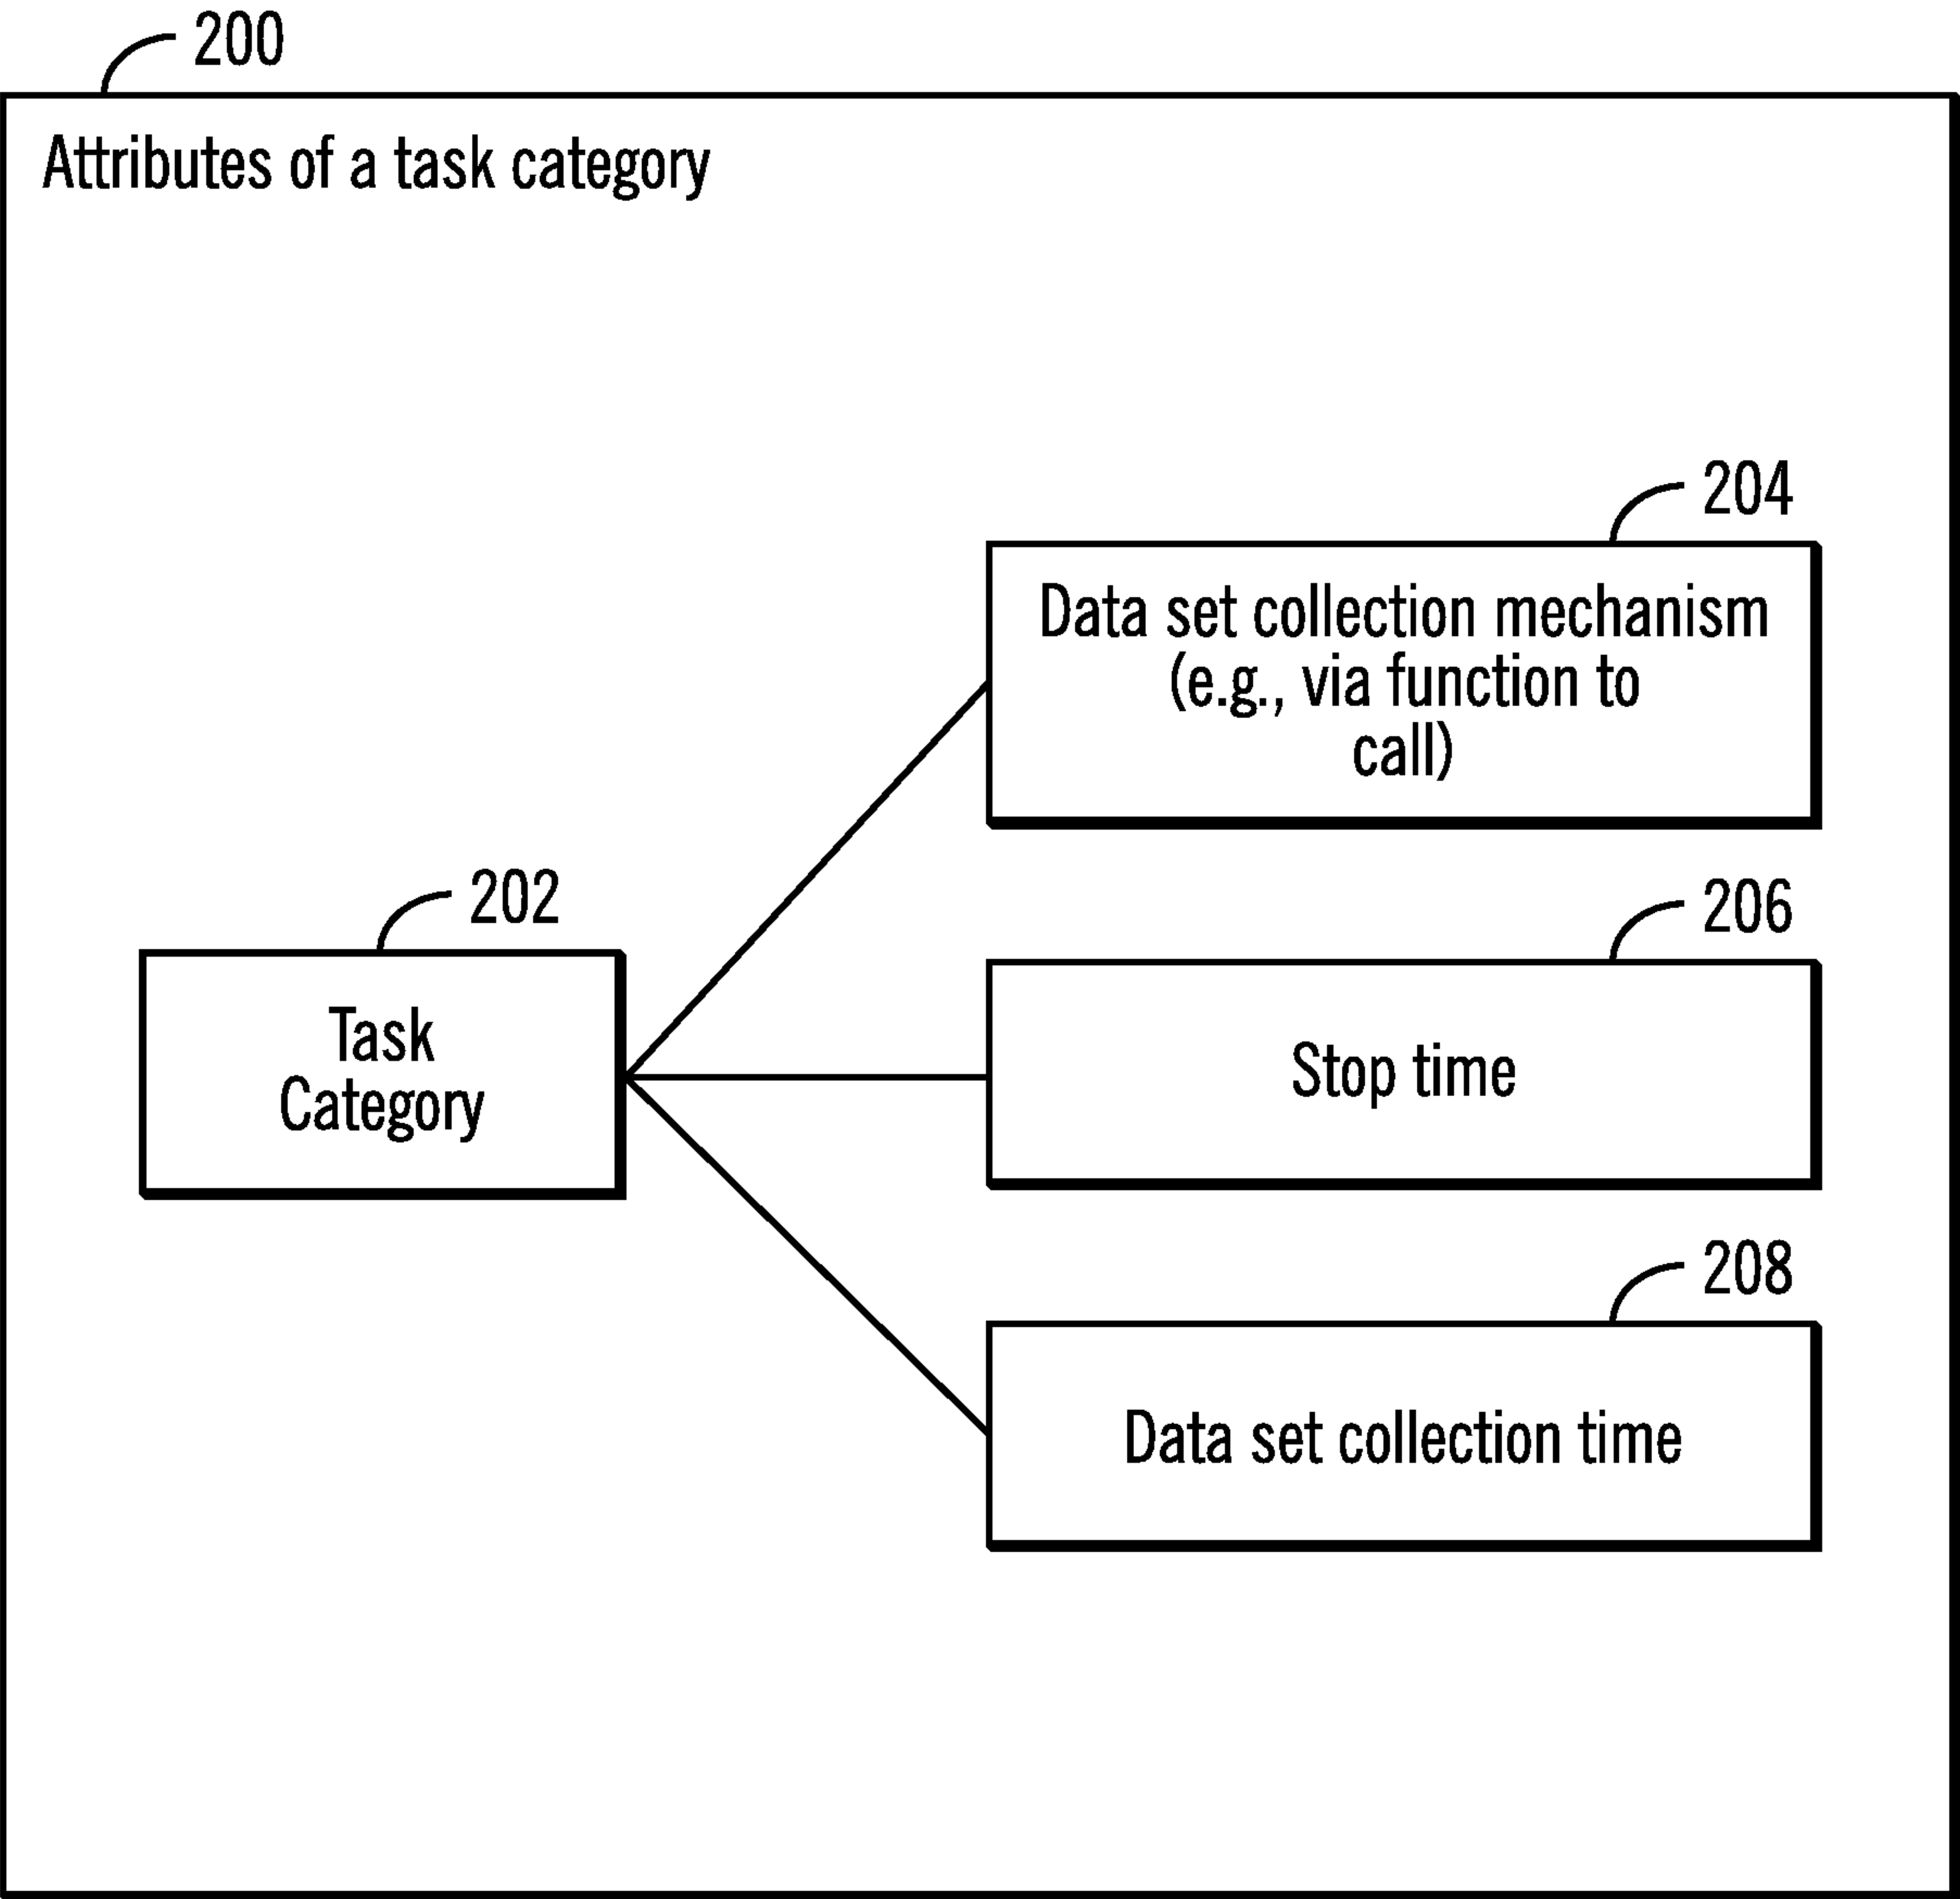 200
Attributes of a task category
204
Data set collection mechanism
(e.g., via function to
call)
202
Task
Category
206
Stop time
208
Data set collection time